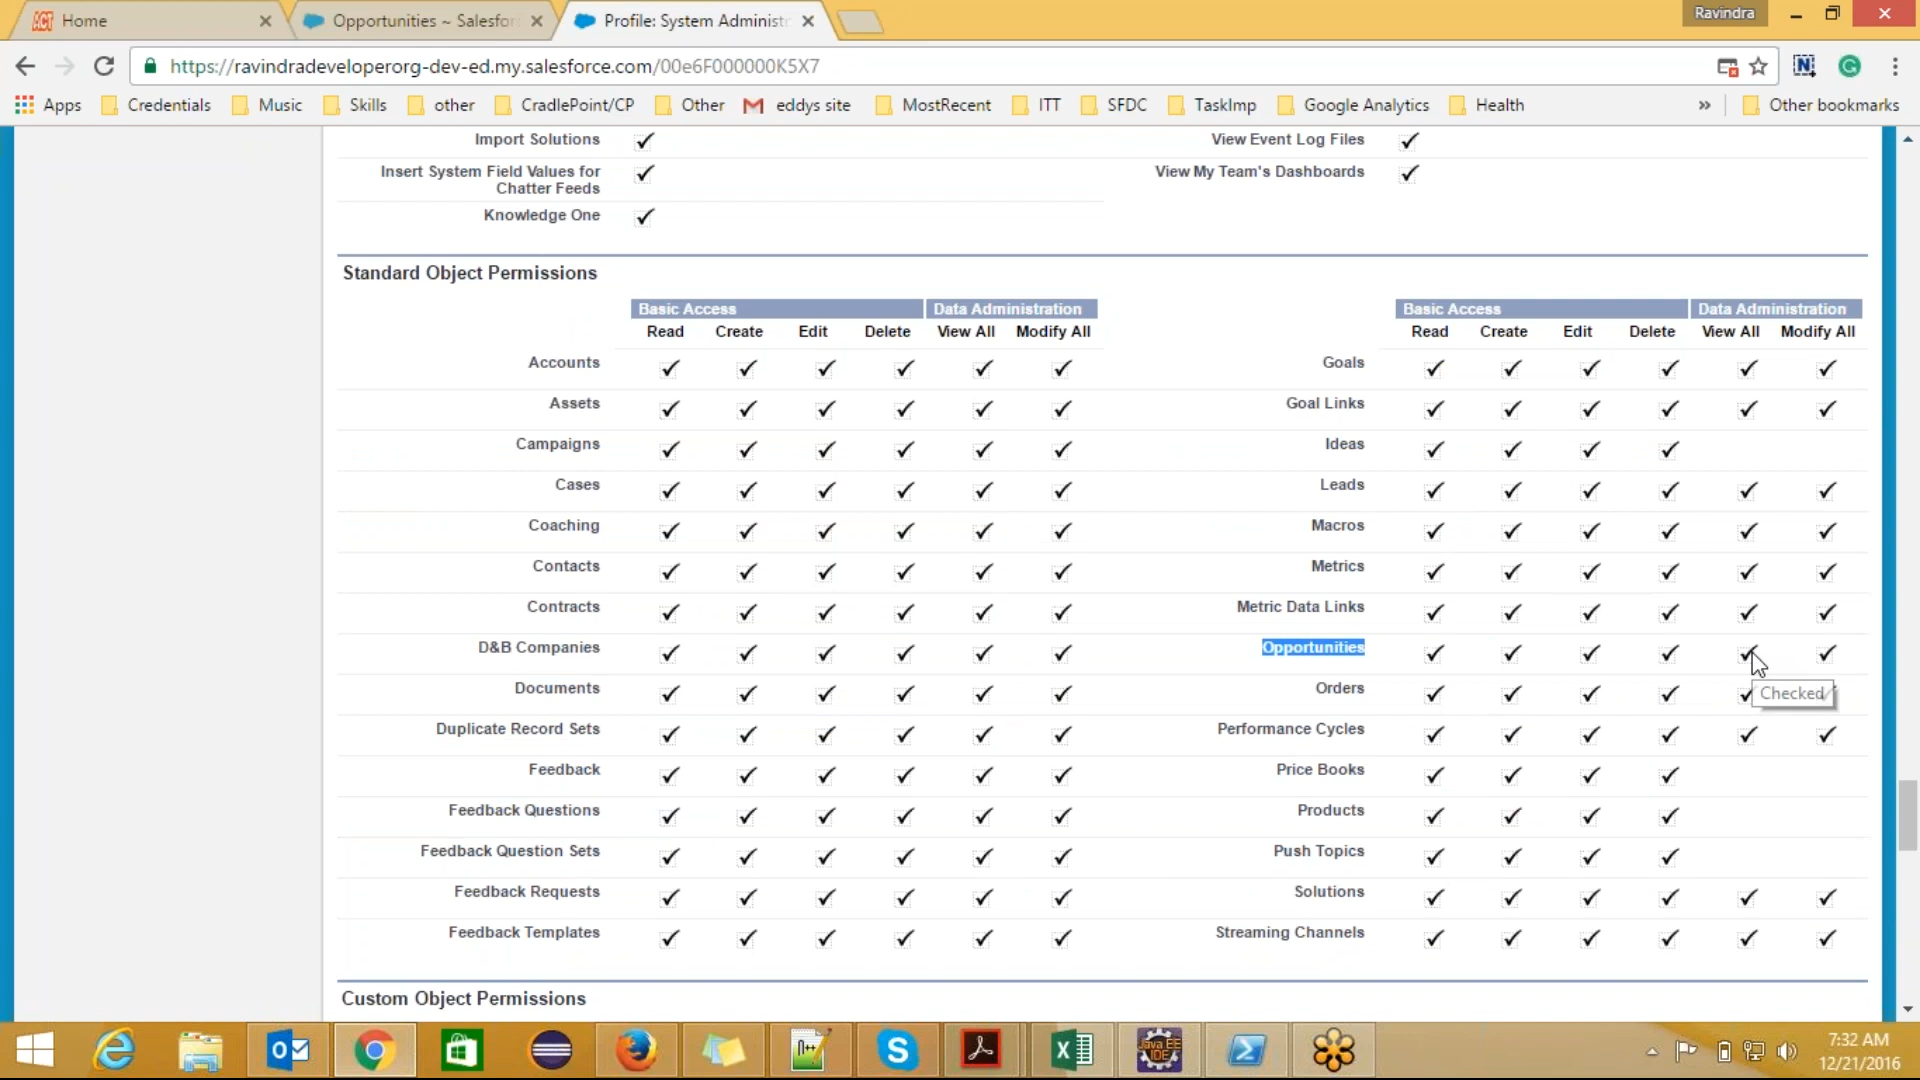 Home
Opportunities ~ Salesfor
Profile: System Administr
Ravindra
https://ravindradeveloperorg-dev-ed.my.salesforce.com/00e6F000000K5X7
Apps Credentials Music Skills other CradlePoint/CP Other eddys site MostRecent ITT SFDC TaskImp Google Analytics Health » Other bookmarks
Import Solutions
View Event Log Files
Insert System Field Values for
Chatter Feeds
View My Team's Dashboards
Knowledge One
Standard Object Permissions
Basic Access Data Administration Basic Access Data Administration
Read Create Edit Delete View All Modify All Read Create Edit Delete View All Modify All
Accounts Goals
Assets Goal Links
Campaigns Ideas
Cases Leads
Coaching Macros
Contacts Metrics
Contracts Metric Data Links
D&B Companies Opportunities
Documents Orders
Checked
Duplicate Record Sets Performance Cycles
Feedback Price Books
Feedback Questions Products
Feedback Question Sets Push Topics
Feedback Requests Solutions
Feedback Templates Streaming Channels
Custom Object Permissions
Java EE
IDE
7:32 AM
12/21/2016